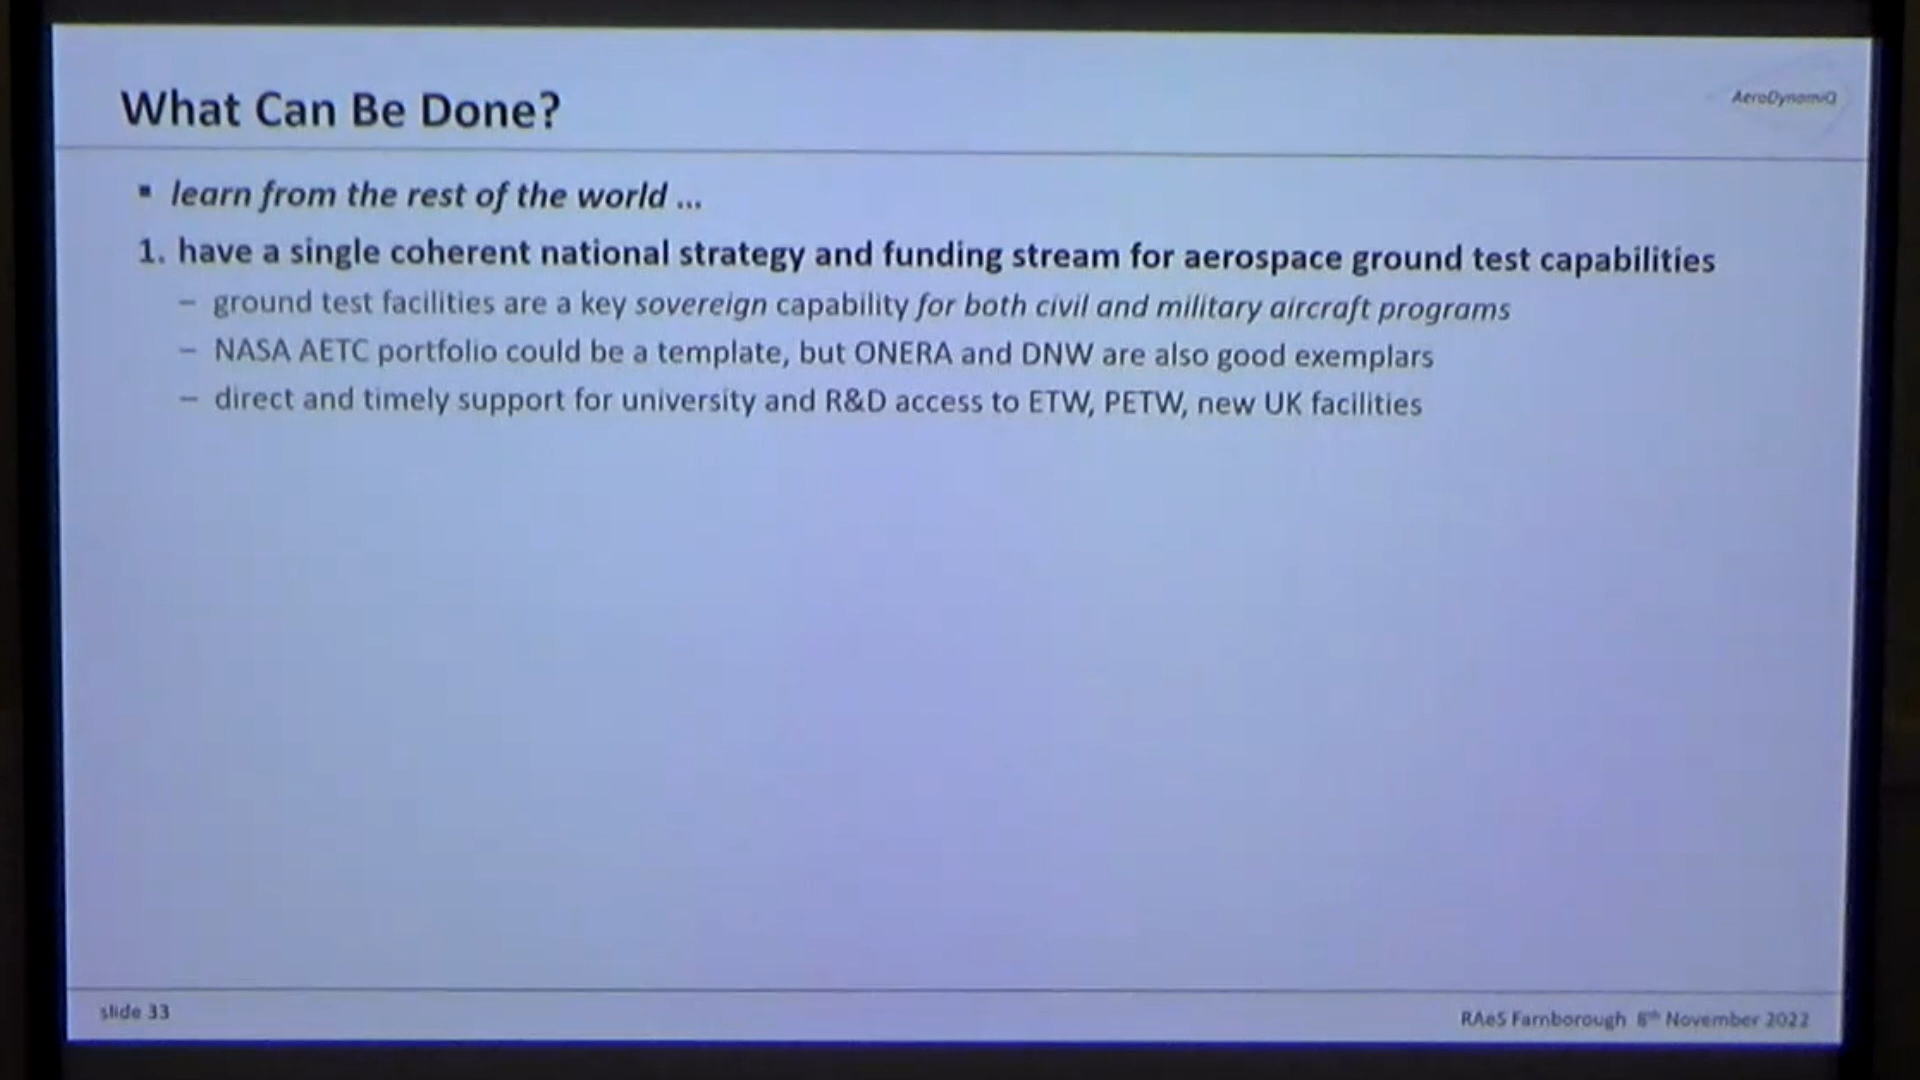 What Can Be Done?
AeroDynamiQ
▪ learn from the rest of the world ...
1. have a single coherent national strategy and funding stream for aerospace ground test capabilities
– ground test facilities are a key sovereign capability for both civil and military aircraft programs
– NASA AETC portfolio could be a template, but ONERA and DNW are also good exemplars
– direct and timely support for university and R&D access to ETW, PETW, new UK facilities
slide 33
RAeS Farnborough 8th November 2022